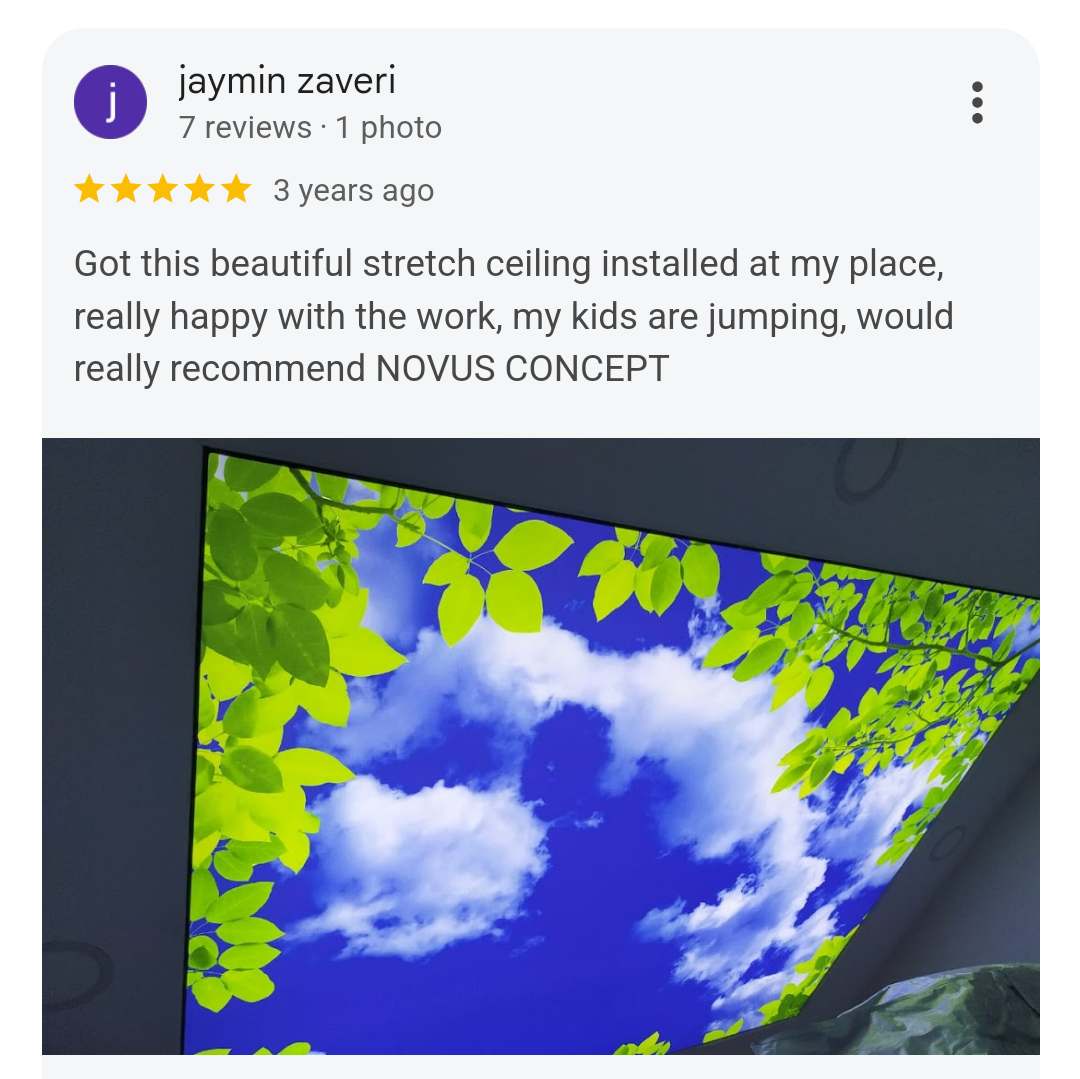 j
jaymin zaveri
7 reviews · 1 photo
3 years ago
Got this beautiful stretch ceiling installed at my place,
really happy with the work, my kids are jumping, would
really recommend NOVUS CONCEPT